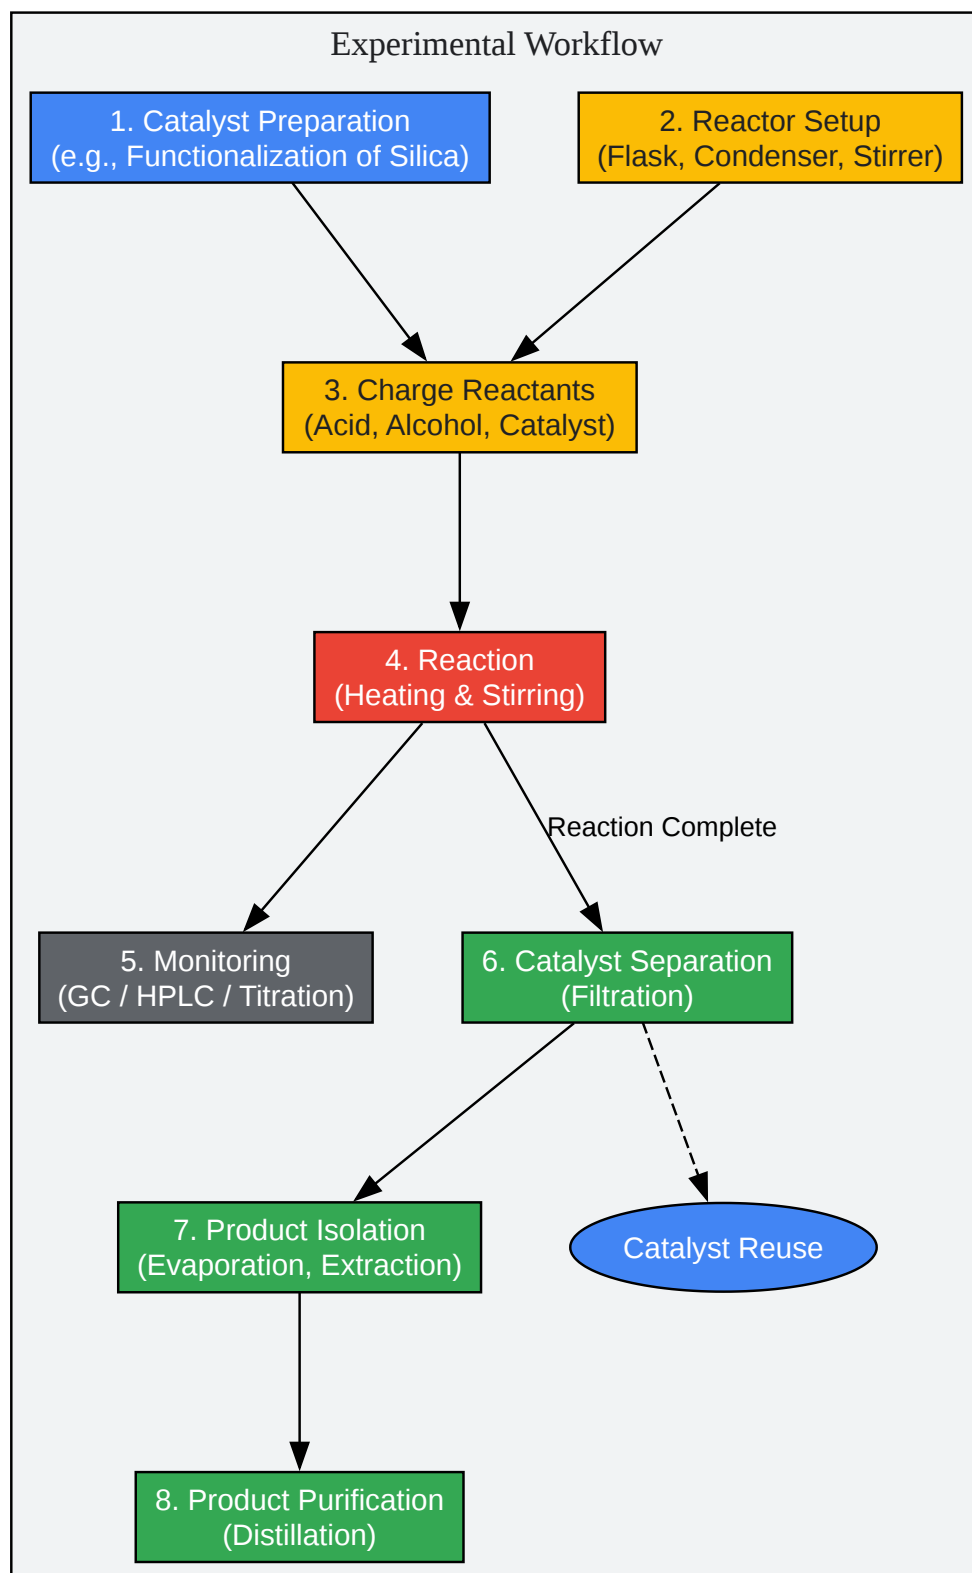 Experimental Workflow
1. Catalyst Preparation
(e.g., Functionalization of Silica)
2. Reactor Setup
(Flask, Condenser, Stirrer)
3. Charge Reactants
(Acid, Alcohol, Catalyst)
4. Reaction
(Heating & Stirring)
Reaction Complete
5. Monitoring
(GC / HPLC / Titration)
6. Catalyst Separation
(Filtration)
7. Product Isolation
(Evaporation, Extraction)
Catalyst Reuse
8. Product Purification
(Distillation)